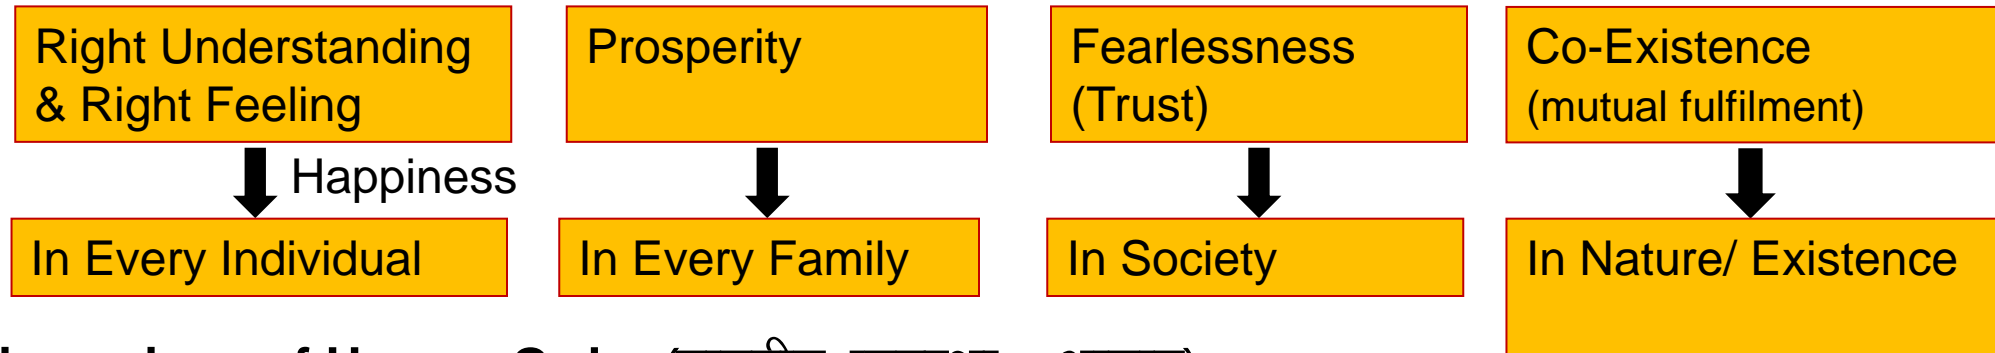 Right Understanding
& Right Feeling
Prosperity
Fearlessness
(Trust)
Co-Existence
(mutual fulfilment)
Happiness
In Every Individual
In Every Family
In Society
In Nature/ Existence